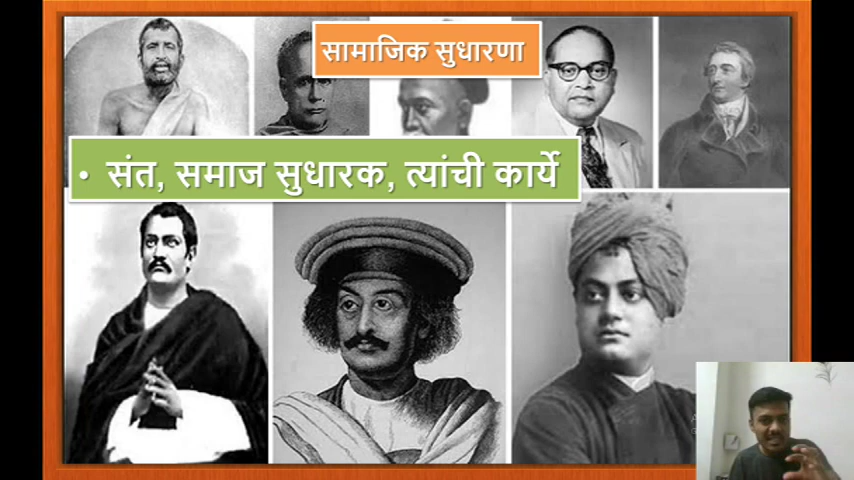 सामाजिक सुधारणा
• संत, समाज सुधारक, त्यांची कार्ये